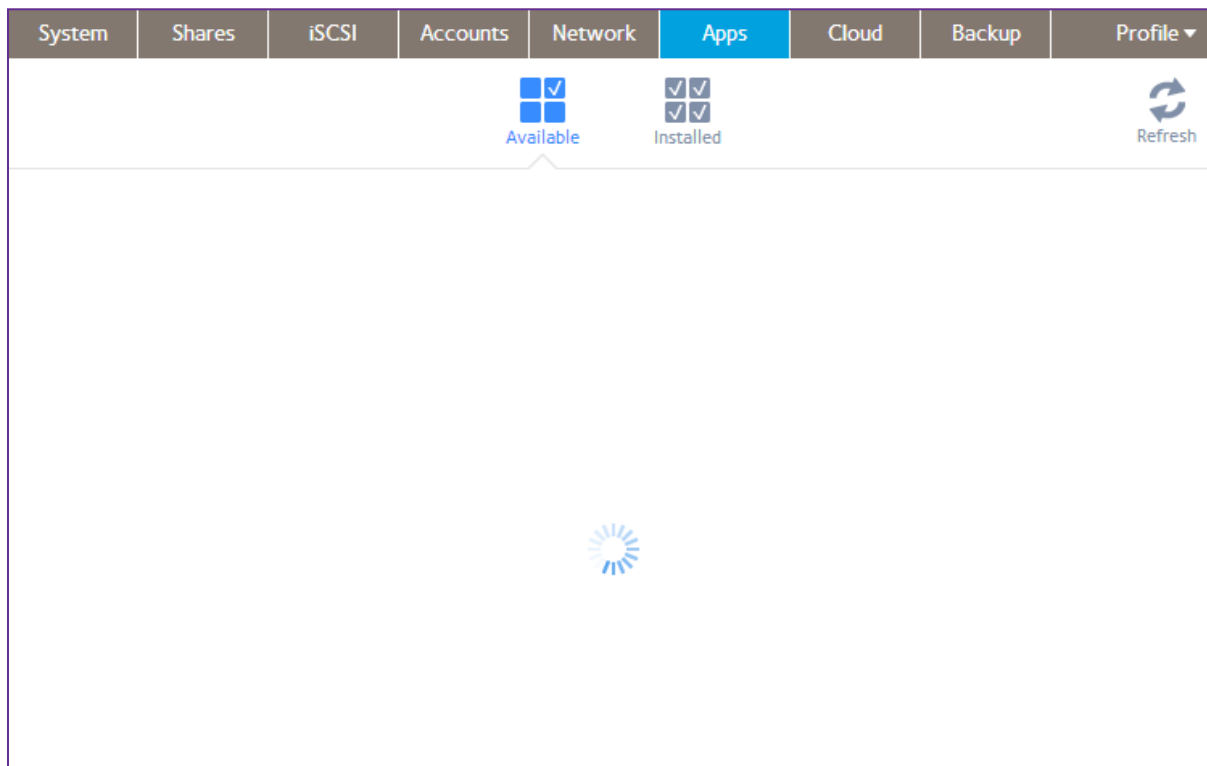 System Shares iSCSI Accounts Network Apps Cloud Backup Profile
Available Installed Refresh